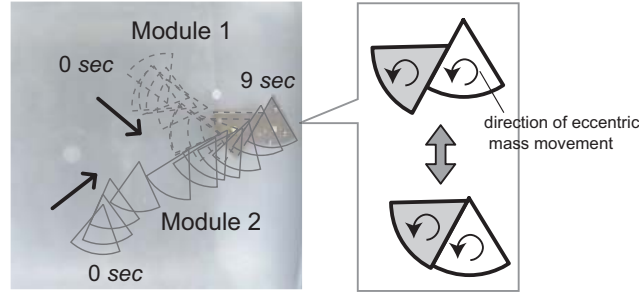 Module 1
0 sec
9 sec
direction of eccentric
mass movement
Module 2
0 sec